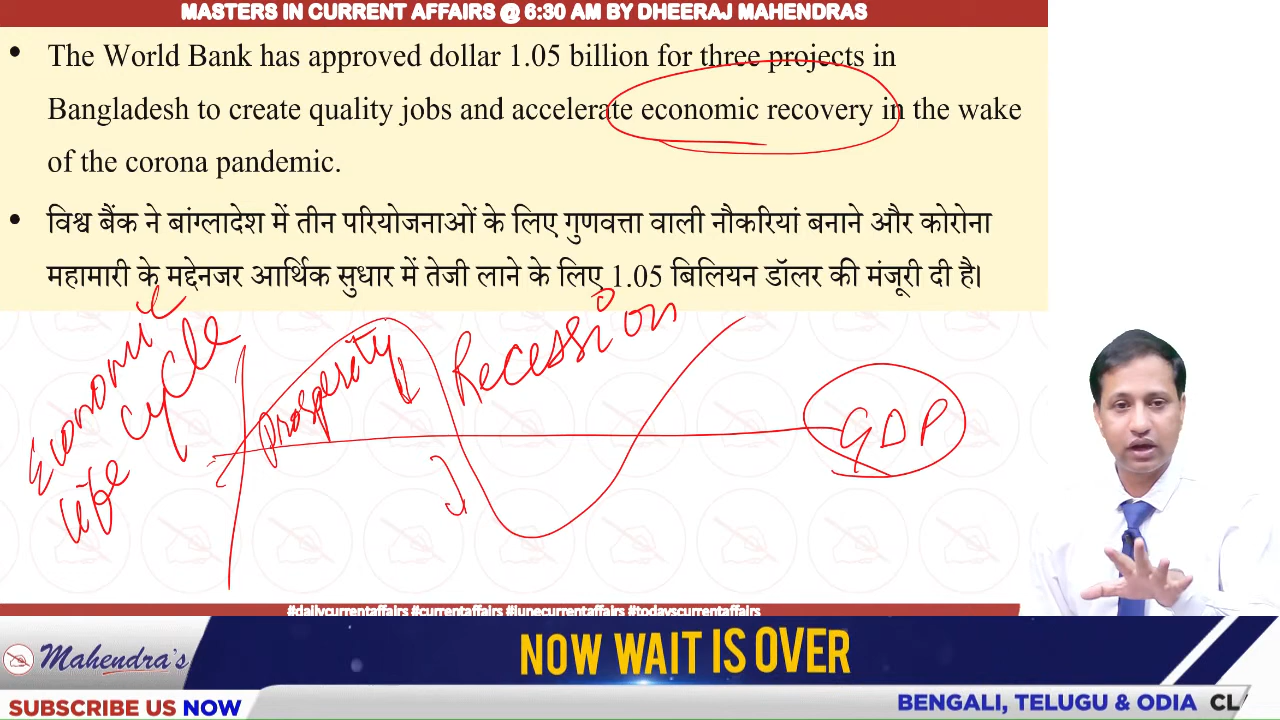 MASTERS IN CURRENT AFFAIRS @ 6:30 AM BY DHEERAJ MAHENDRAS
• The World Bank has approved dollar 1.05 billion for three projects in
Bangladesh to create quality jobs and accelerate economic recovery in the wake
of the corona pandemic.
• विश्व बैंक ने बांग्लादेश में तीन परियोजनाओं के लिए गुणवत्ता वाली नौकरियां बनाने और कोरोना
महामारी के मद्देनजर आर्थिक सुधार में तेजी लाने के लिए 1.05 बिलियन डॉलर की मंजूरी दी है।
Economic
life cycle
prosperity
Recession
GDP
#dailycurrentaffairs #currentaffairs #junecurrentaffairs #todayscurrentaffairs
Mahendra's
NOW WAIT IS OVER
SUBSCRIBE US NOW
BENGALI, TELUGU & ODIA CL